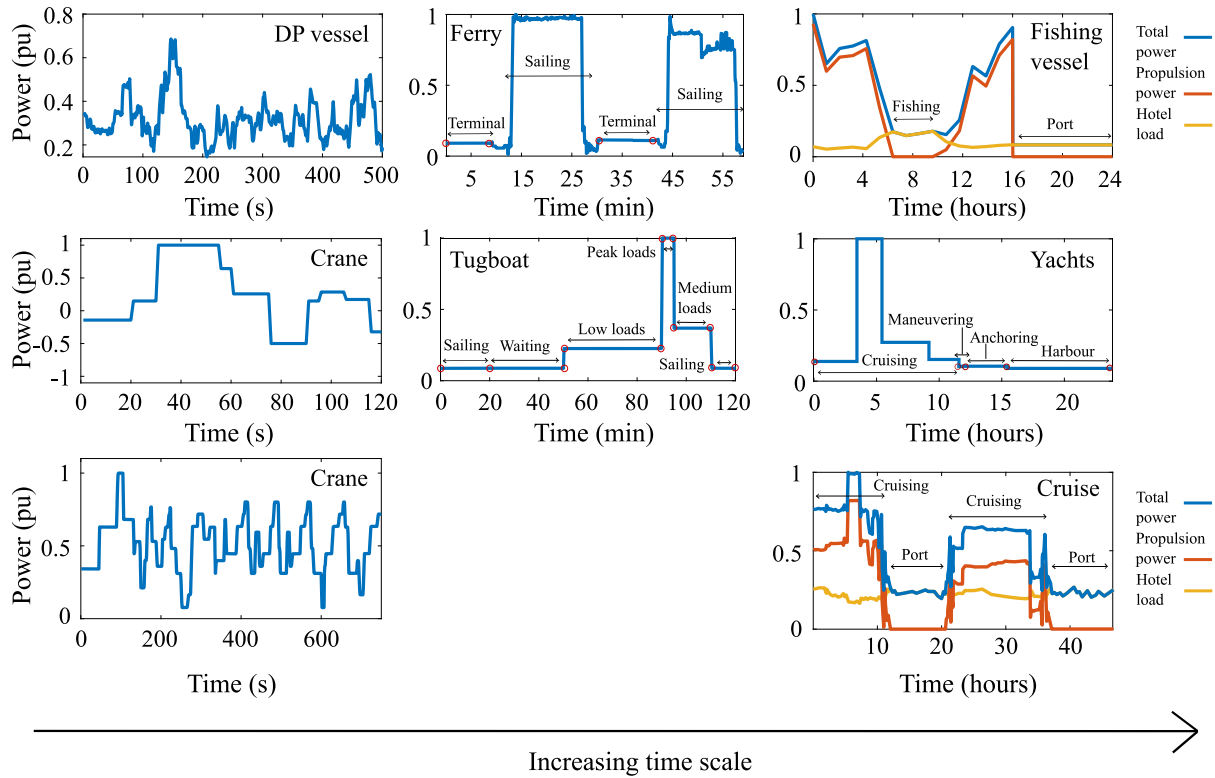 DP vessel
Power (pu)
0.8
0.6
0.4
0.2
0 100 200 300 400 500
Time (s)
Ferry
1
0.5
0
Terminal
Sailing
Terminal
Sailing
0 15 25 35 45 55
Time (min)
Fishing
vessel
1
0.5
0
Fishing
Port
0 4 8 12 16 20 24
Time (hours)
Total
power
Propulsion
power
Hotel
load
Crane
Power (pu)
1
0.5
0
-0.5
-1
0 20 40 60 80 100 120
Time (s)
Tugboat
1
0.5
0
Peak loads
Medium
loads
Low loads
Sailing Waiting
Sailing
0 20 40 60 80 100 120
Time (min)
Yachts
1
0.5
0
Maneuvering
Anchoring
Cruising
Harbour
0 5 10 15 20
Time (hours)
Crane
Power (pu)
1
0.5
0
0 200 400 600
Time (s)
Cruise
1
0.5
0
Cruising
Cruising
Port
Port
10 20 30 40
Time (hours)
Total
power
Propulsion
power
Hotel
load
Increasing time scale